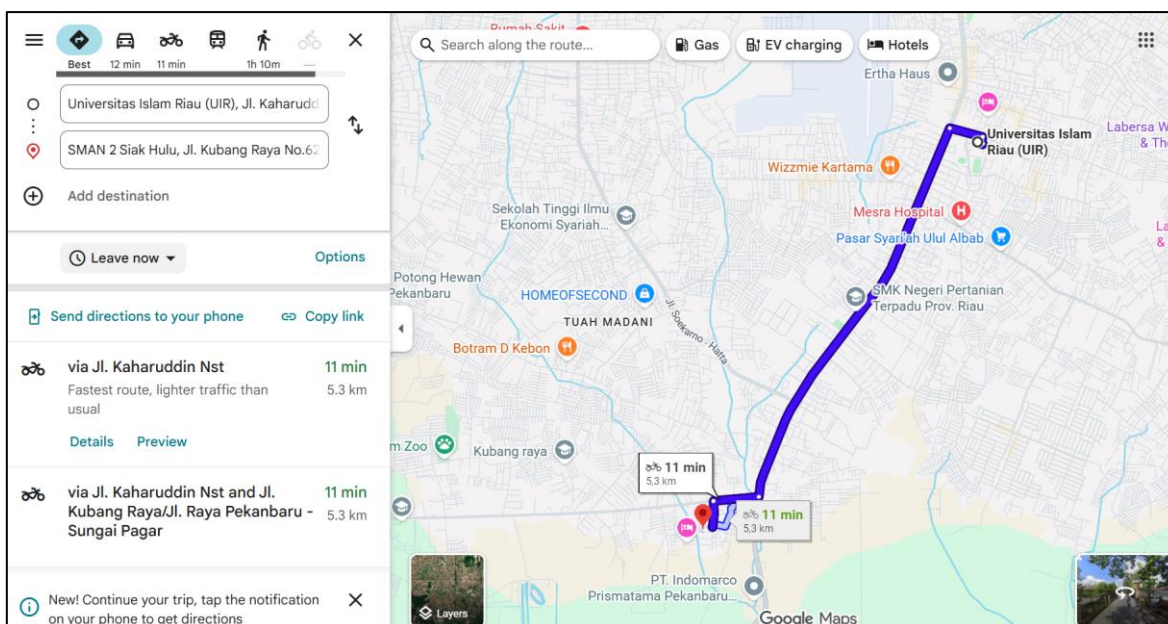 Best
12 min
11 min
1h 10m
—
Universitas Islam Riau (UIR), Jl. Kaharudd
SMAN 2 Siak Hulu, Jl. Kubang Raya No.62
Add destination
Leave now
Options
Send directions to your phone
Copy link
via Jl. Kaharuddin Nst
11 min
Fastest route, lighter traffic than
usual
5.3 km
Details
Preview
via Jl. Kaharuddin Nst and Jl.
Kubang Raya/Jl. Raya Pekanbaru -
Sungai Pagar
11 min
5.3 km
New! Continue your trip, tap the notification
on your phone to get directions
Search along the route...
Gas
EV charging
Hotels
Rumah Sakit
Ertha Haus
Universitas Islam
Riau (UIR)
Labersa W
& The
Wizzmie Kartama
Mesra Hospital
Pasar Syari'ah Ulul Albab
La
&
Sekolah Tinggi Ilmu
Ekonomi Syariah...
Potong Hewan
Pekanbaru
HOMEOFSECOND
TUAH MADANI
SMK Negeri Pertanian
Terpadu Prov. Riau
Jl. Soekarno - Hatta
Botram D Kebon
m Zoo
Kubang raya
11 min
5,3 km
11 min
5,3 km
PT. Indomarco
Prismatama Pekanbaru...
Layers
Google Maps